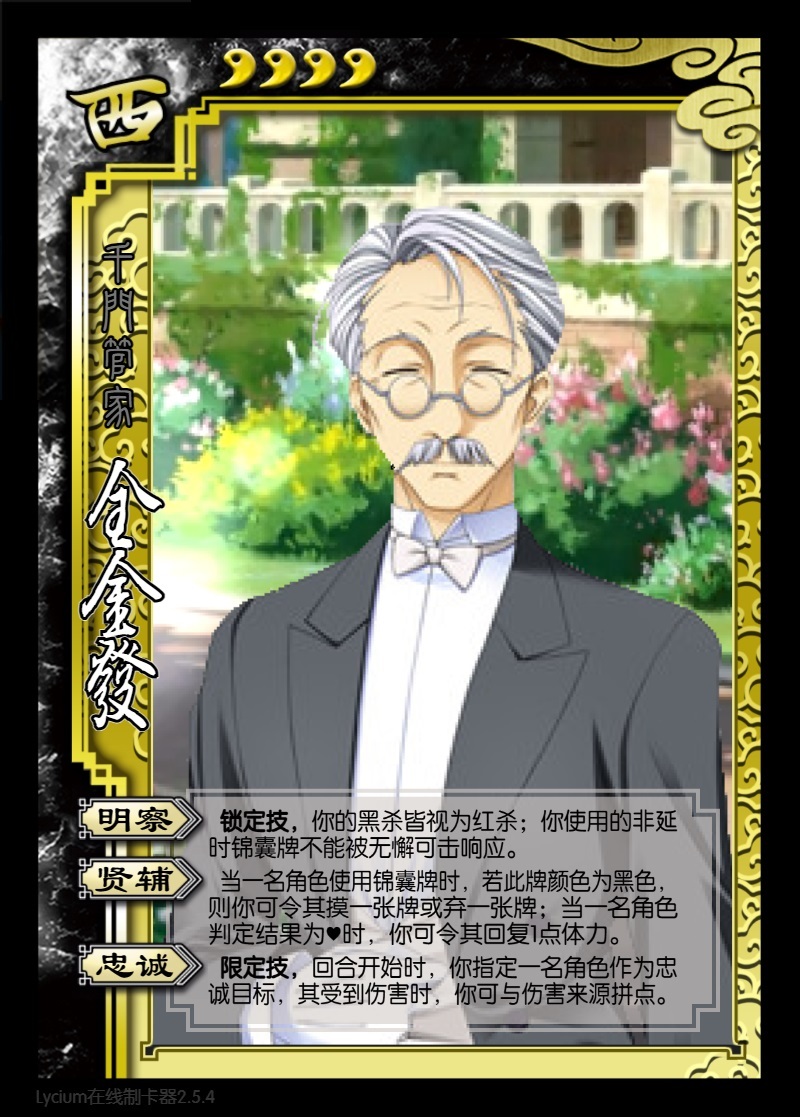 西
千門管家
全金發
明察
锁定技，你的黑杀皆视为红杀；你使用的非延
时锦囊牌不能被无懈可击响应。
贤辅
当一名角色使用锦囊牌时，若此牌颜色为黑色，
则你可令其摸一张牌或弃一张牌；当一名角色
判定结果为♥时，你可令其回复1点体力。
忠诚
限定技，回合开始时，你指定一名角色作为忠
诚目标，其受到伤害时，你可与伤害来源拼点。
Lycium在线制卡器2.5.4